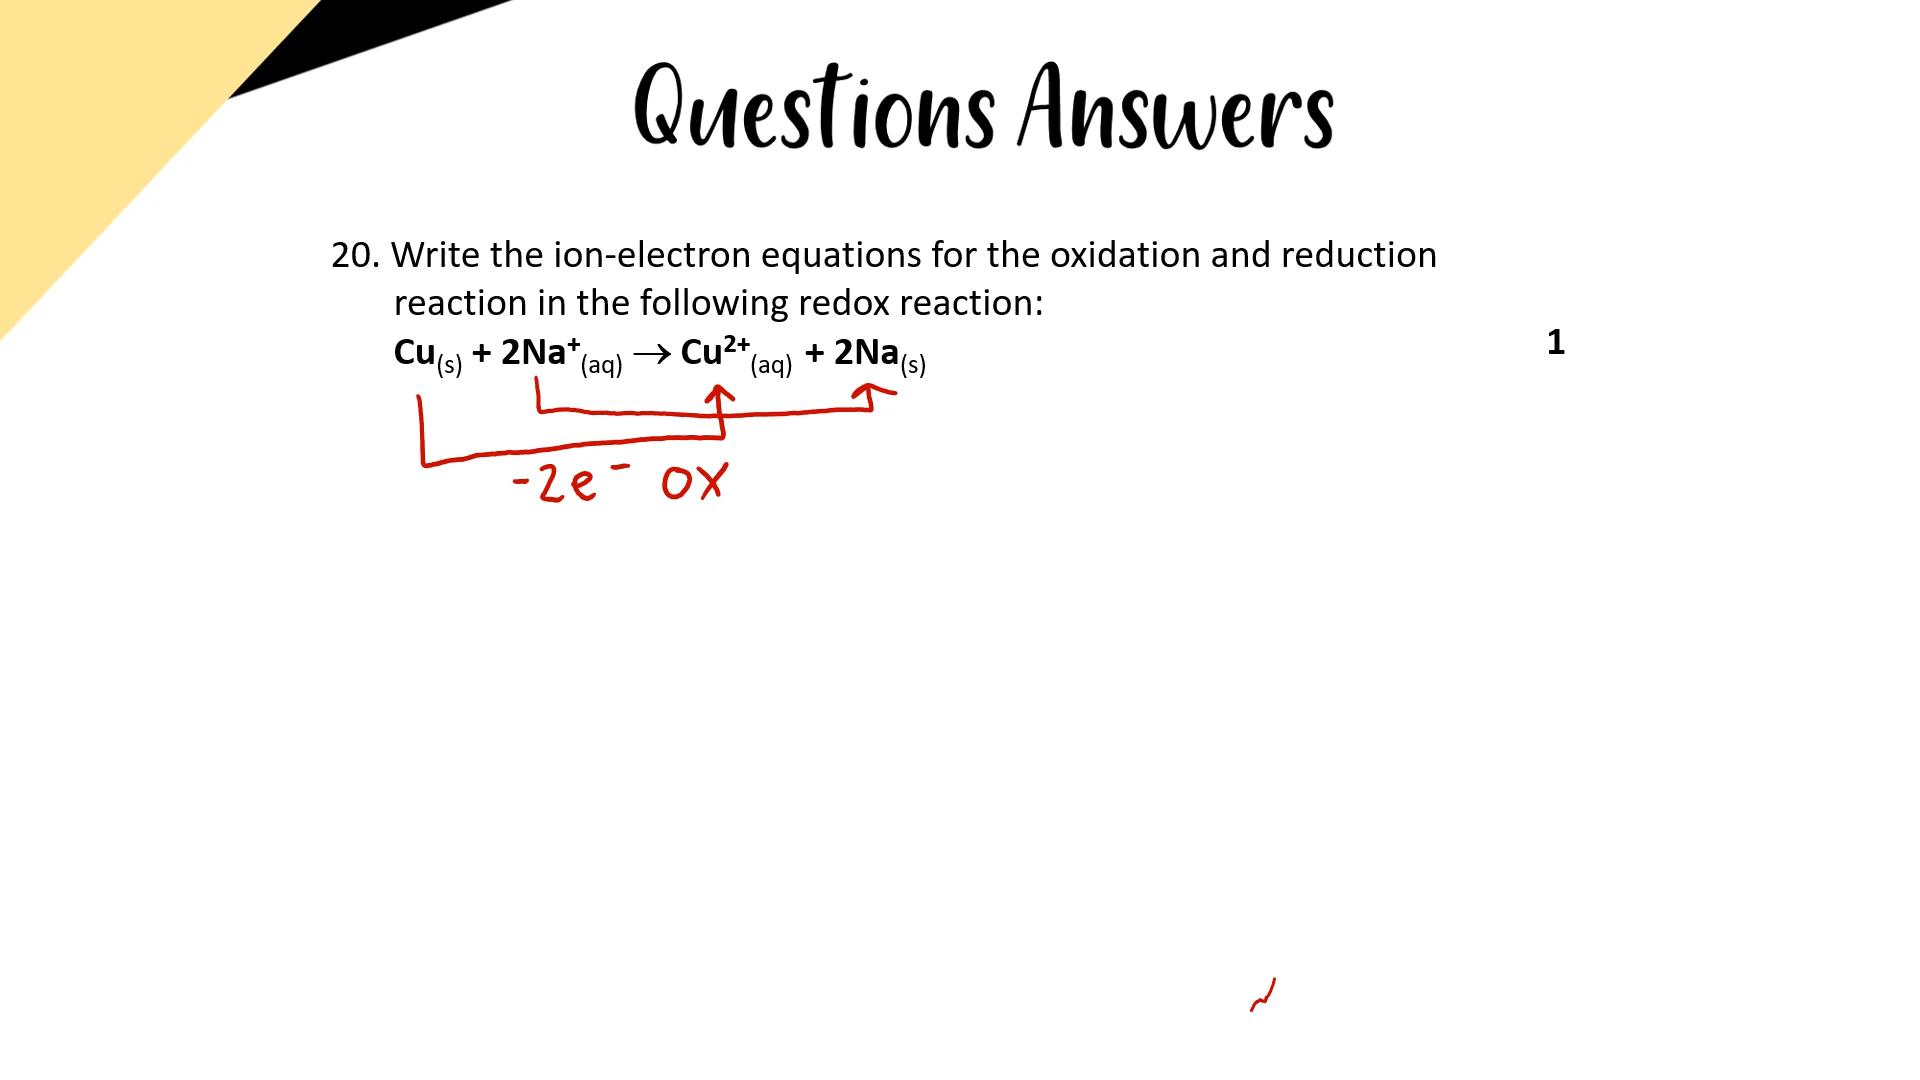 Questions Answers
20. Write the ion-electron equations for the oxidation and reduction
reaction in the following redox reaction:
1
Cu(s) + 2Na⁺(aq) → Cu²⁺(aq) + 2Na(s)
-2e⁻ OX